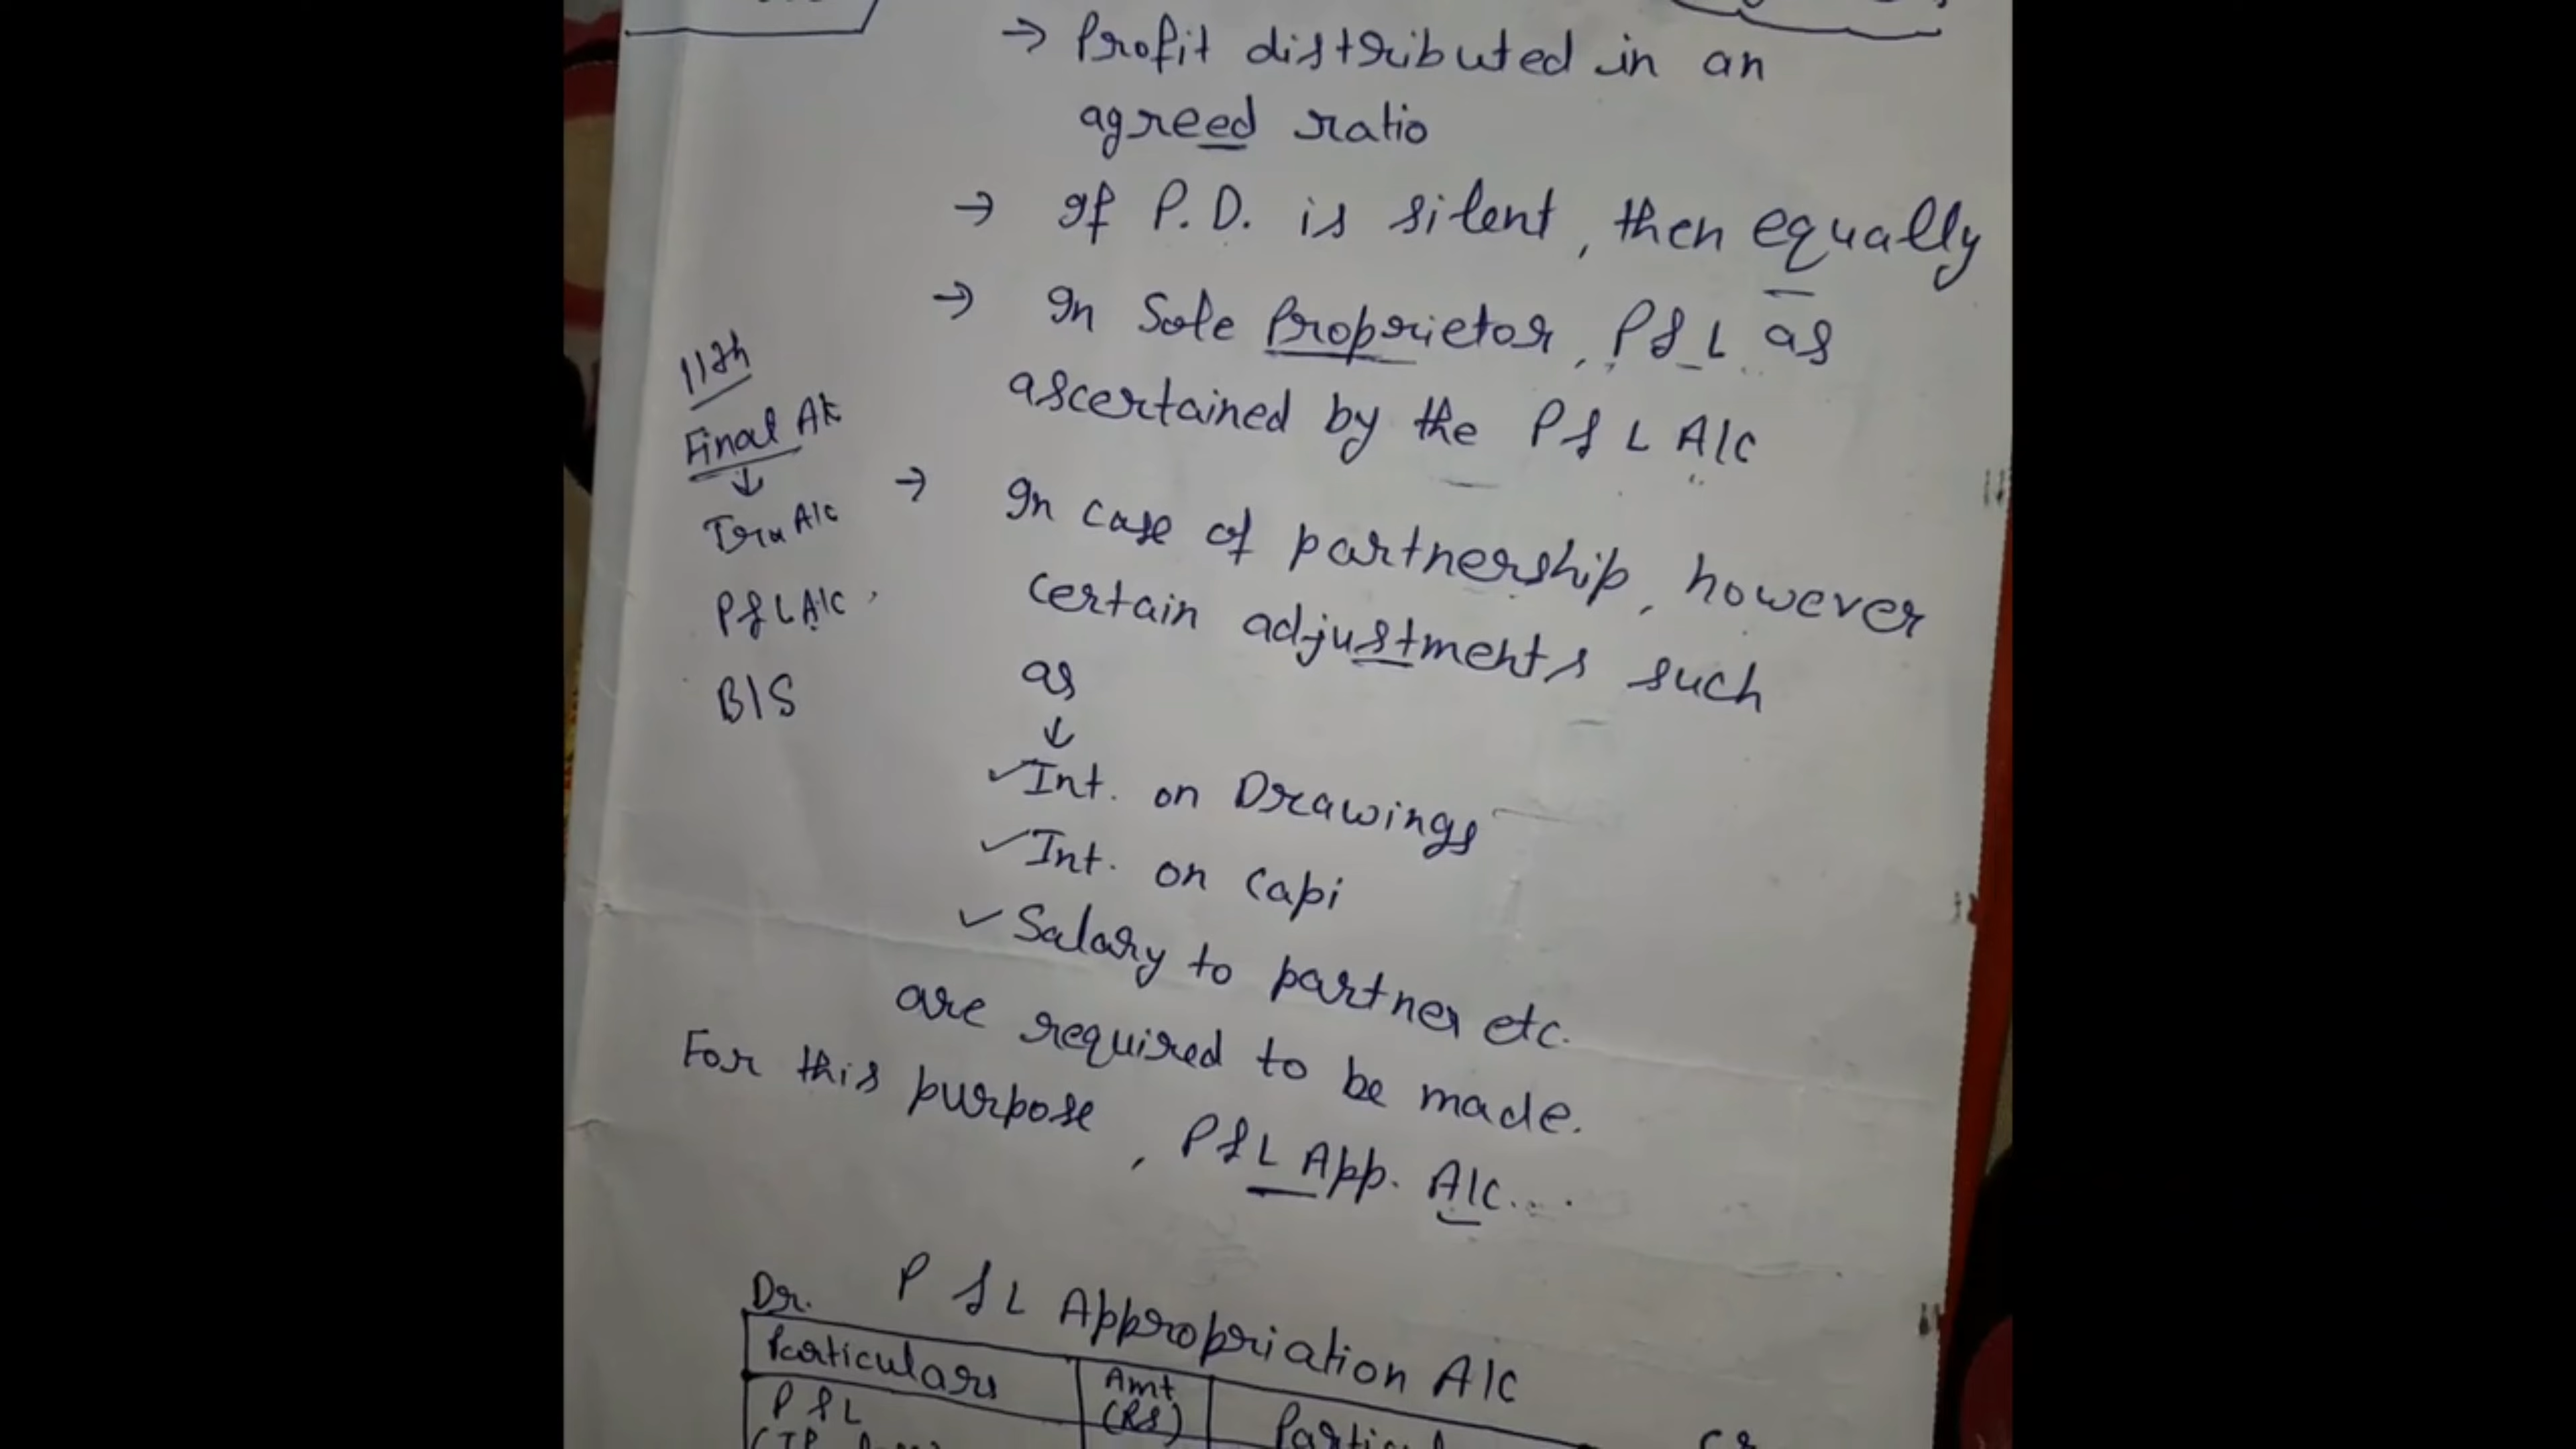 → Profit distributed in an
agreed ratio
→ If P.D. is silent, then equally
→ In Sole Proprietor, P & L as
ascertained by the P & L A/c
11th
Final A/c
↓
Tra A/c
P & L A/c
B/S
→ In case of partnership, however
certain adjustments such
as
↓
✓ Int. on Drawings
✓ Int. on Capi
✓ Salary to partner etc.
are required to be made.
For this purpose, P & L App. A/c....
P & L Appropriation A/c
Dr.
Particulars Amt (Rs)
P & L